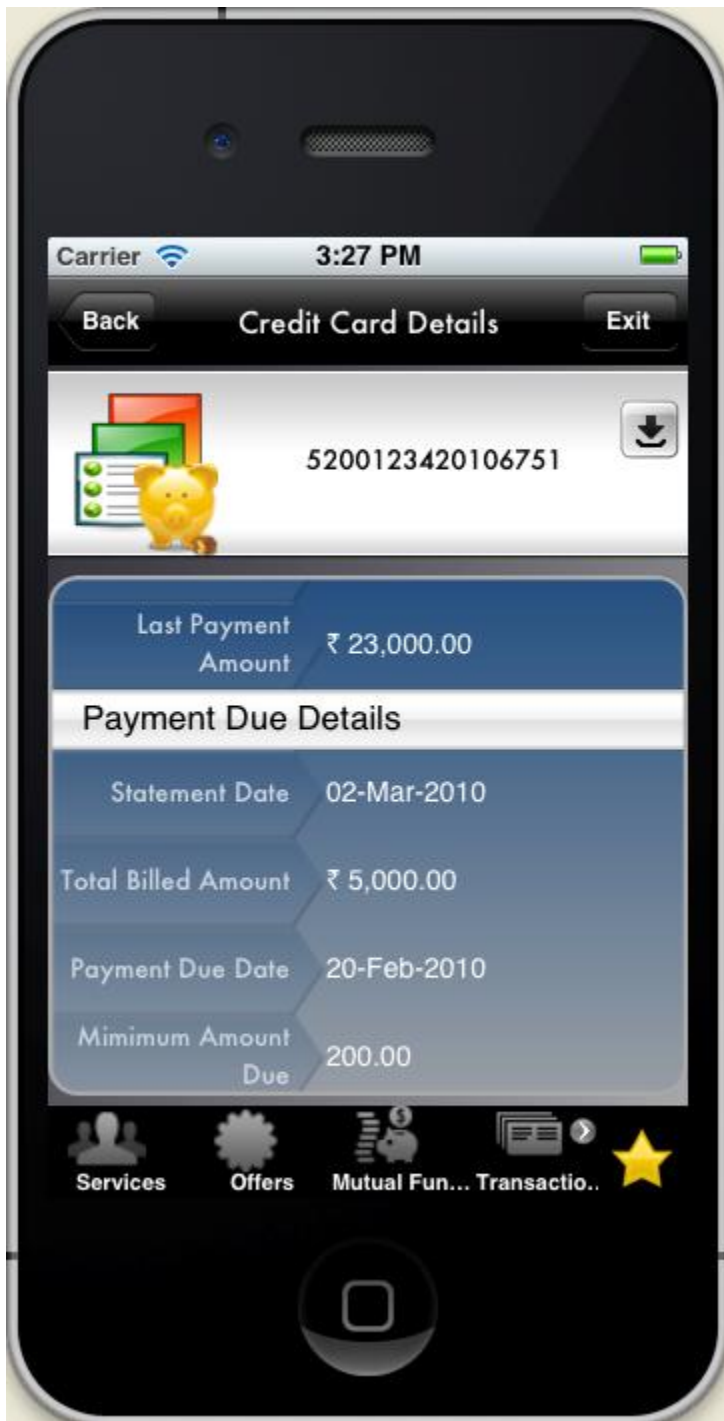 Carrier 3:27 PM
Back Credit Card Details Exit
5200123420106751
Last Payment
Amount
₹ 23,000.00
Payment Due Details
Statement Date 02-Mar-2010
Total Billed Amount ₹ 5,000.00
Payment Due Date 20-Feb-2010
Mimimum Amount
Due
200.00
Services Offers Mutual Fun... Transactio..